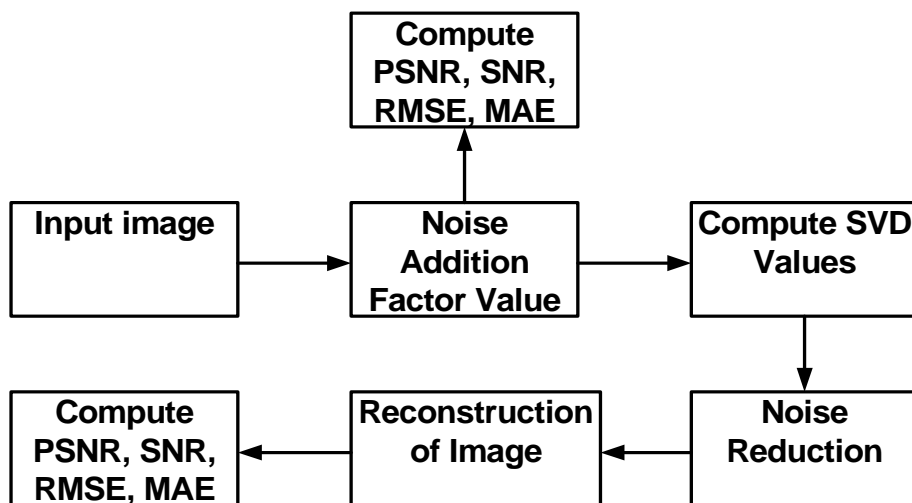 Compute
PSNR, SNR,
RMSE, MAE
Input image
Noise
Addition
Factor Value
Compute SVD
Values
Compute
PSNR, SNR,
RMSE, MAE
Reconstruction
of Image
Noise
Reduction